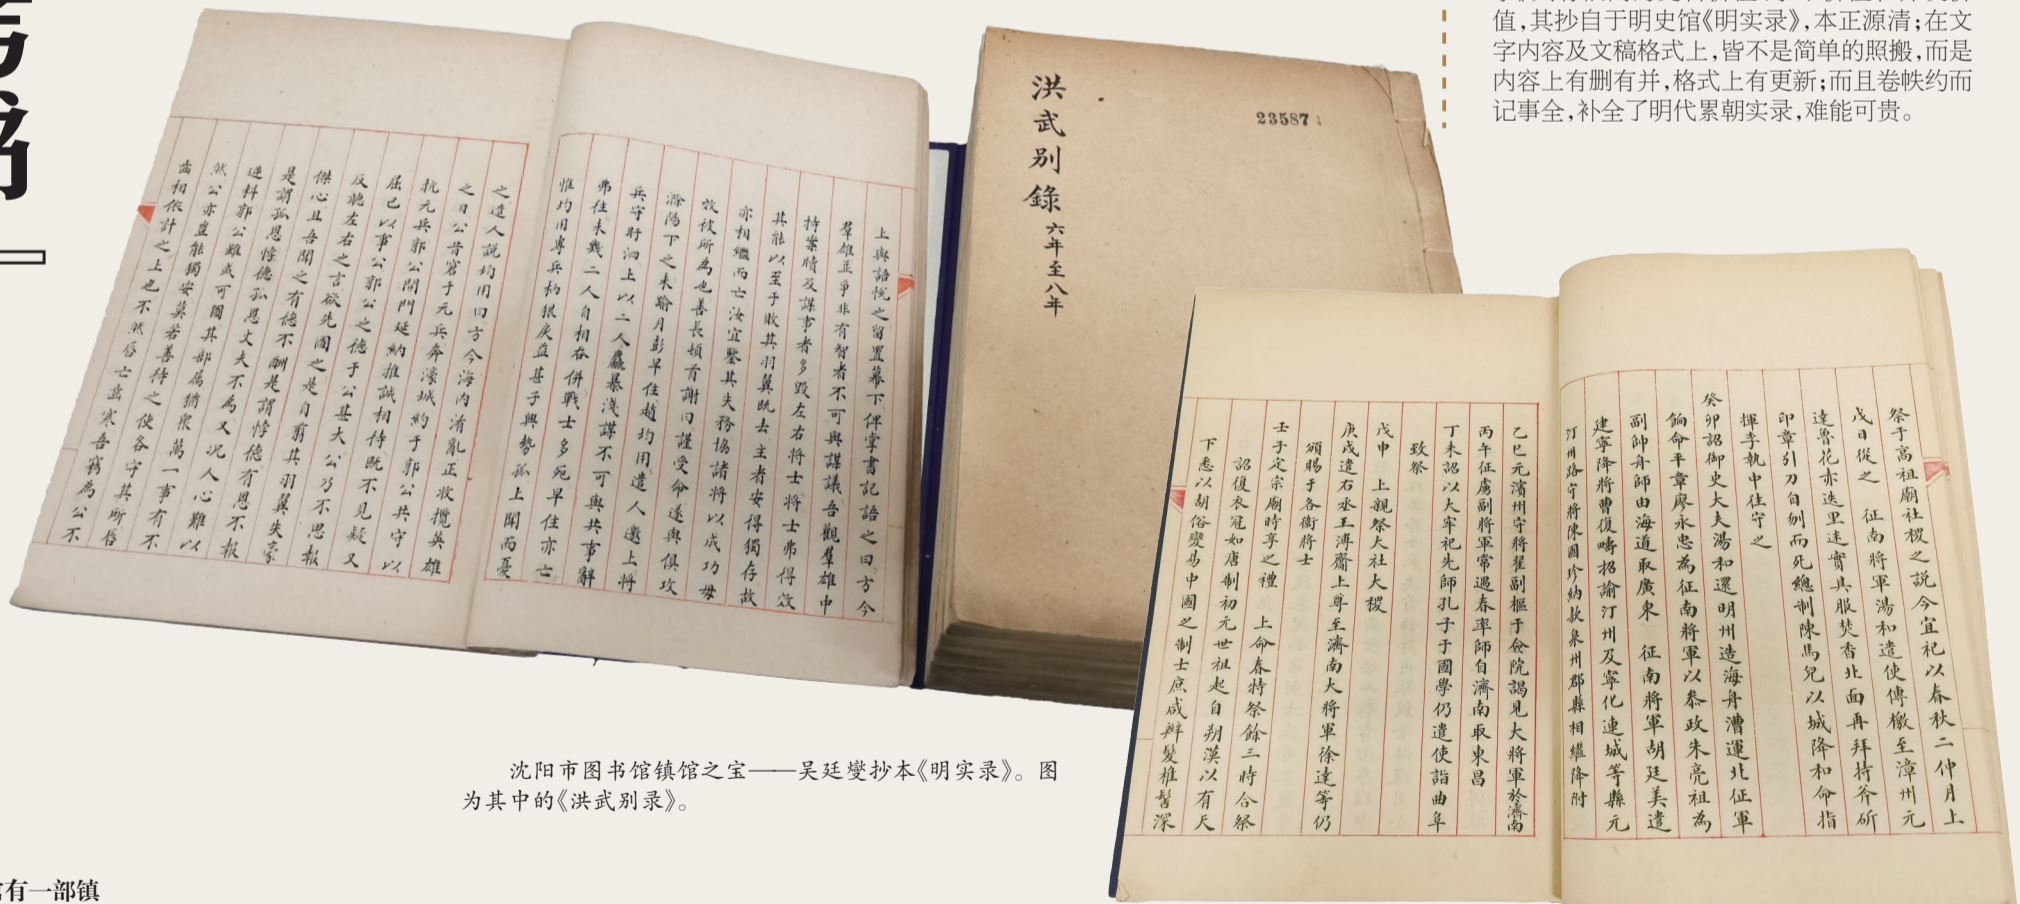 值，其抄自于明史馆《明实录》，本正源清；在文
字内容及文稿格式上，皆不是简单的照搬，而是
内容上有删有并，格式上有更新；而且卷帙约而
记事全，补全了明代累朝实录，难能可贵。
上與語悅之留置幕下俾掌書記語之曰方今
羣雄並爭非有智者不可與謀議吾觀羣雄中
持案牘及謀事者多毀左右將士將士弗得效
其能以至于敗其羽翼既去主者安得獨存故
亦相繼而亡汝宜鑒其失務協諸將以成功毋
效彼所為也善長頓首謝曰謹受命遂與俱攻
滁陽下之未踰月彭早住趙均用遣人邀上將
兵守盱泗上以二人麤暴淺謀不可與共事辭
弗往未幾二人自相吞併戰士多死早住亦亡
惟均用專兵柄狠戾益甚子興勢孤上聞而憂
之遣人說均用曰方今海內淆亂正收攬英雄
之日公昔窘于元兵奔濠城約于郭公共守以
抗元兵郭公開門延納推誠相待既不見疑又
屈己以事公郭公之德于公甚大公乃不思報
反聽左右之言欲先圖之是自翦其羽翼失豪
傑心且吾聞之有德不酬是謂悖德有恩不報
是謂孤恩悖德孤恩丈夫不為又况人心難以
逆料郭公雖或可圖其部屬猶眾萬一事有不
然公亦豈能獨安莫若善待之使各守其所脣
齒相依計之上也不然脣亡齒寒吾竊為公不
洪武別錄 六年至八年
23587
祭于高祖廟社稷之說今宜祀以春秋二仲月上
戊日從之 征南將軍湯和遣使傳檄至漳州元
達魯花赤迭里迷實具服焚香北面再拜持斧斫
印章引刀自刎而死總制陳馬兒以城降和命指
揮李執中往守之
癸卯詔御史大夫湯和還明州造海舟漕運北征軍
餉命平章廖永忠為征南將軍以叅政朱亮祖為
副帥舟師由海道取廣東 征南將軍胡廷美遣
建寧降將曹復疇招諭汀州及寧化連城等縣元
汀州路守將陳國珍納款泉州郡縣相繼降附
乙巳元濱州守將翟副樞于僉院謁見大將軍於濟南
丙午征虜副將軍常遇春率師自濟南取東昌
丁未詔以太牢祀先師孔子于國學仍遣使詣曲阜
致祭
戊申 上親祭大社大稷
庚戌遣右丞王溥齎上尊至濟南大將軍徐達等仍
頒賜于各衛將士
壬子定宗廟時享之禮 上命春特祭餘三時合祭
詔復衣冠如唐制初元世祖起自朔漠以有天
下悉以胡俗變易中國之制士庶咸辮髮椎髻深
沈阳市图书馆镇馆之宝——吴廷燮抄本《明实录》。图
为其中的《洪武别录》。
有一部镇